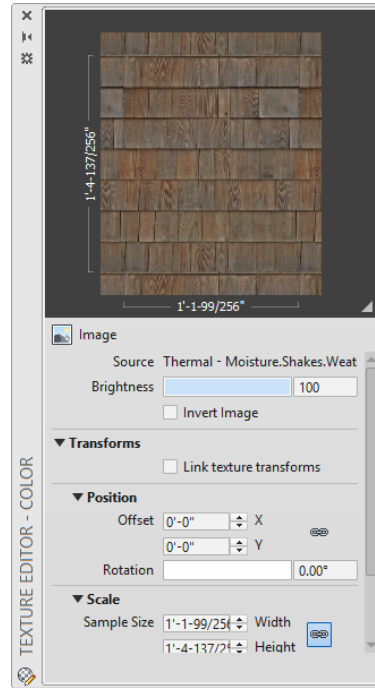 1'-4-137/256"
1'-1-99/256"
Image
Source Thermal - Moisture.Shakes.Weat
Brightness 100
Invert Image
Transforms
Link texture transforms
Position
Offset 0'-0" X
0'-0" Y
Rotation 0.00°
Scale
Sample Size 1'-1-99/256 Width
1'-4-137/2 Height
TEXTURE EDITOR - COLOR